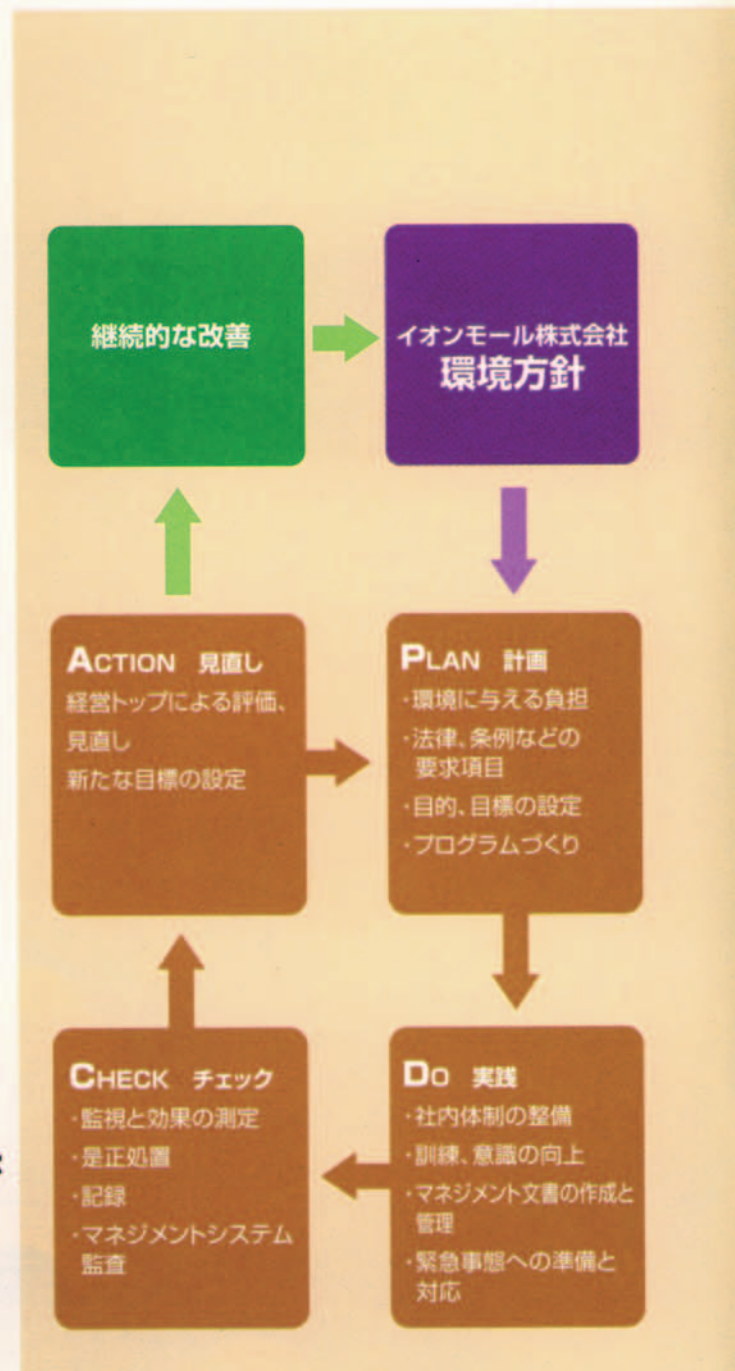 継続的な改善
イオンモール株式会社
環境方針
ACTION 見直し
経営トップによる評価、
見直し
新たな目標の設定
PLAN 計画
・環境に与える負担
・法律、条例などの
要求項目
・目的、目標の設定
・プログラムづくり
CHECK チェック
・監視と効果の測定
・是正処置
・記録
・マネジメントシステム
監査
DO 実践
・社内体制の整備
・訓練、意識の向上
・マネジメント文書の作成と
管理
・緊急事態への準備と
対応